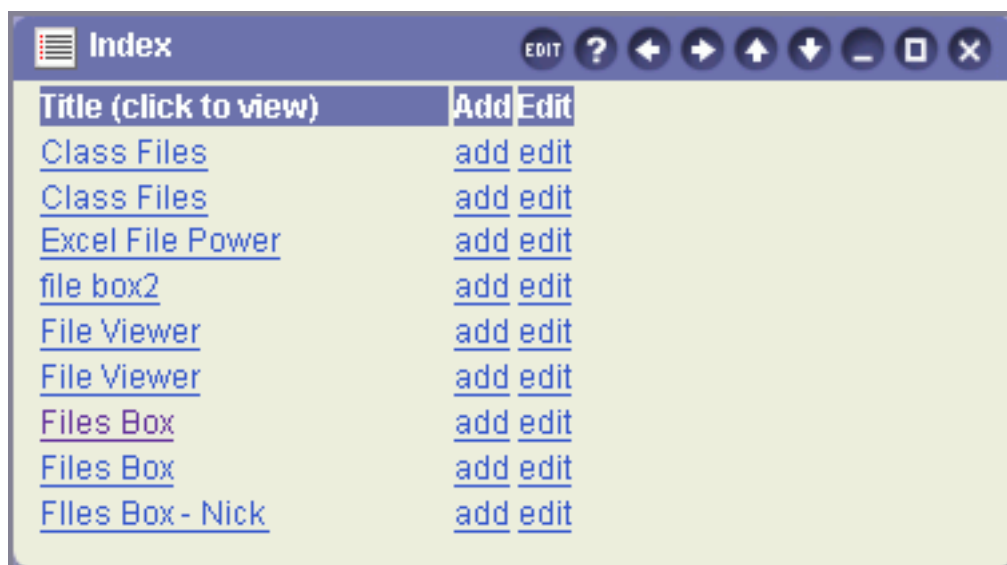 Index EDIT ?
Title (click to view) Add Edit
Class Files add edit
Class Files add edit
Excel File Power add edit
file box2 add edit
File Viewer add edit
File Viewer add edit
Files Box add edit
Files Box add edit
FIles Box - Nick add edit